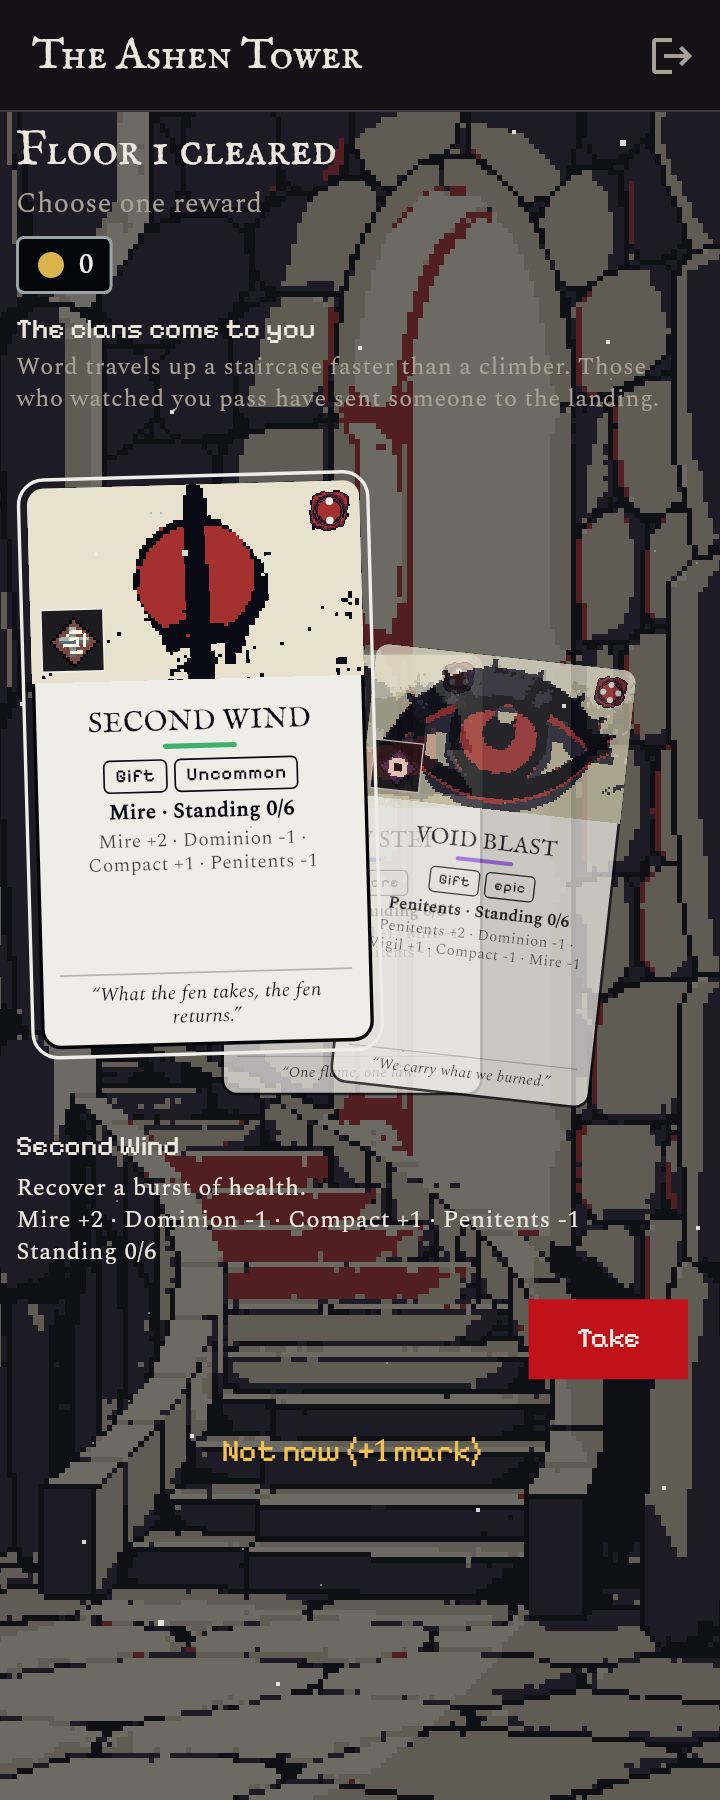 The Ashen Tower
Floor 1 cleared
Choose one reward
0
The clans come to you
Word travels up a staircase faster than a climber. Those
who watched you pass have sent someone to the landing.
SECOND WIND
Gift Uncommon
Mire · Standing 0/6
Mire +2 · Dominion -1 ·
Compact +1 · Penitents -1
“What the fen takes, the fen
returns.”
VOID BLAST
Gift epic
Penitents · Standing 0/6
Penitents +2 · Dominion -1 ·
Vigil +1 · Compact -1 · Mire -1
“We carry what we burned.”
“One flame, one law.
Second Wind
Recover a burst of health.
Mire +2 · Dominion -1 · Compact +1 · Penitents -1
Standing 0/6
Take
Not now (+1 mark)